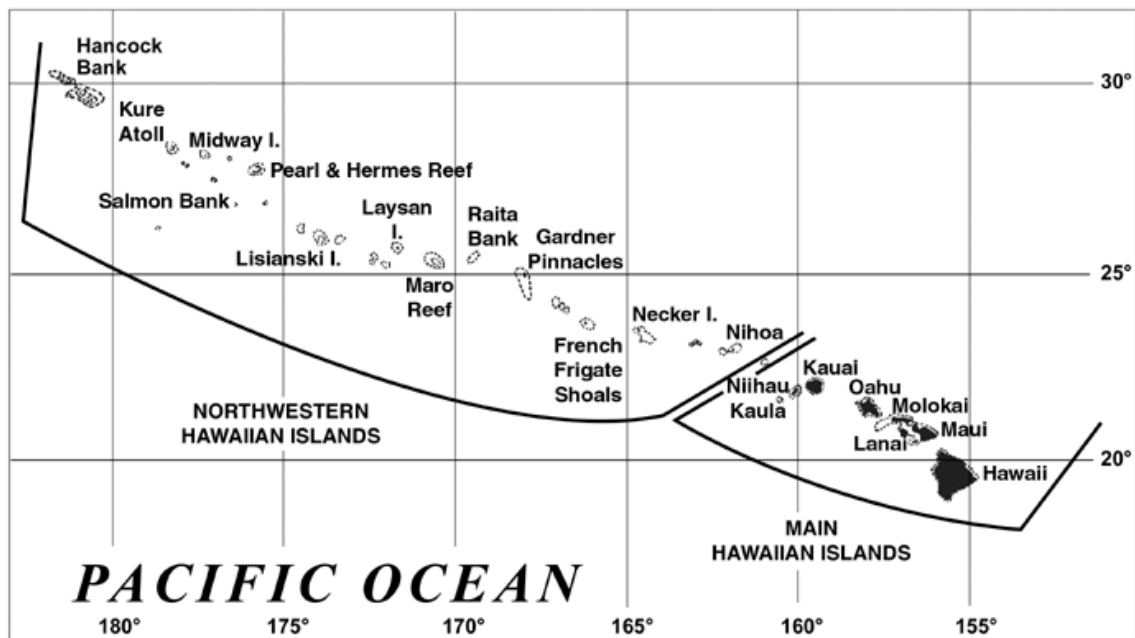 Hancock
Bank
30°
Kure
Atoll
Midway I.
Pearl & Hermes Reef
Salmon Bank
Laysan
I.
Raita
Bank
Gardner
Pinnacles
Lisianski I.
25°
Maro
Reef
Necker I.
Nihoa
French
Frigate
Shoals
Kauai
Niihau
Kaula
Oahu
Molokai
Maui
Lanai
NORTHWESTERN
HAWAIIAN ISLANDS
20°
Hawaii
MAIN
HAWAIIAN ISLANDS
PACIFIC OCEAN
180°
175°
170°
165°
160°
155°